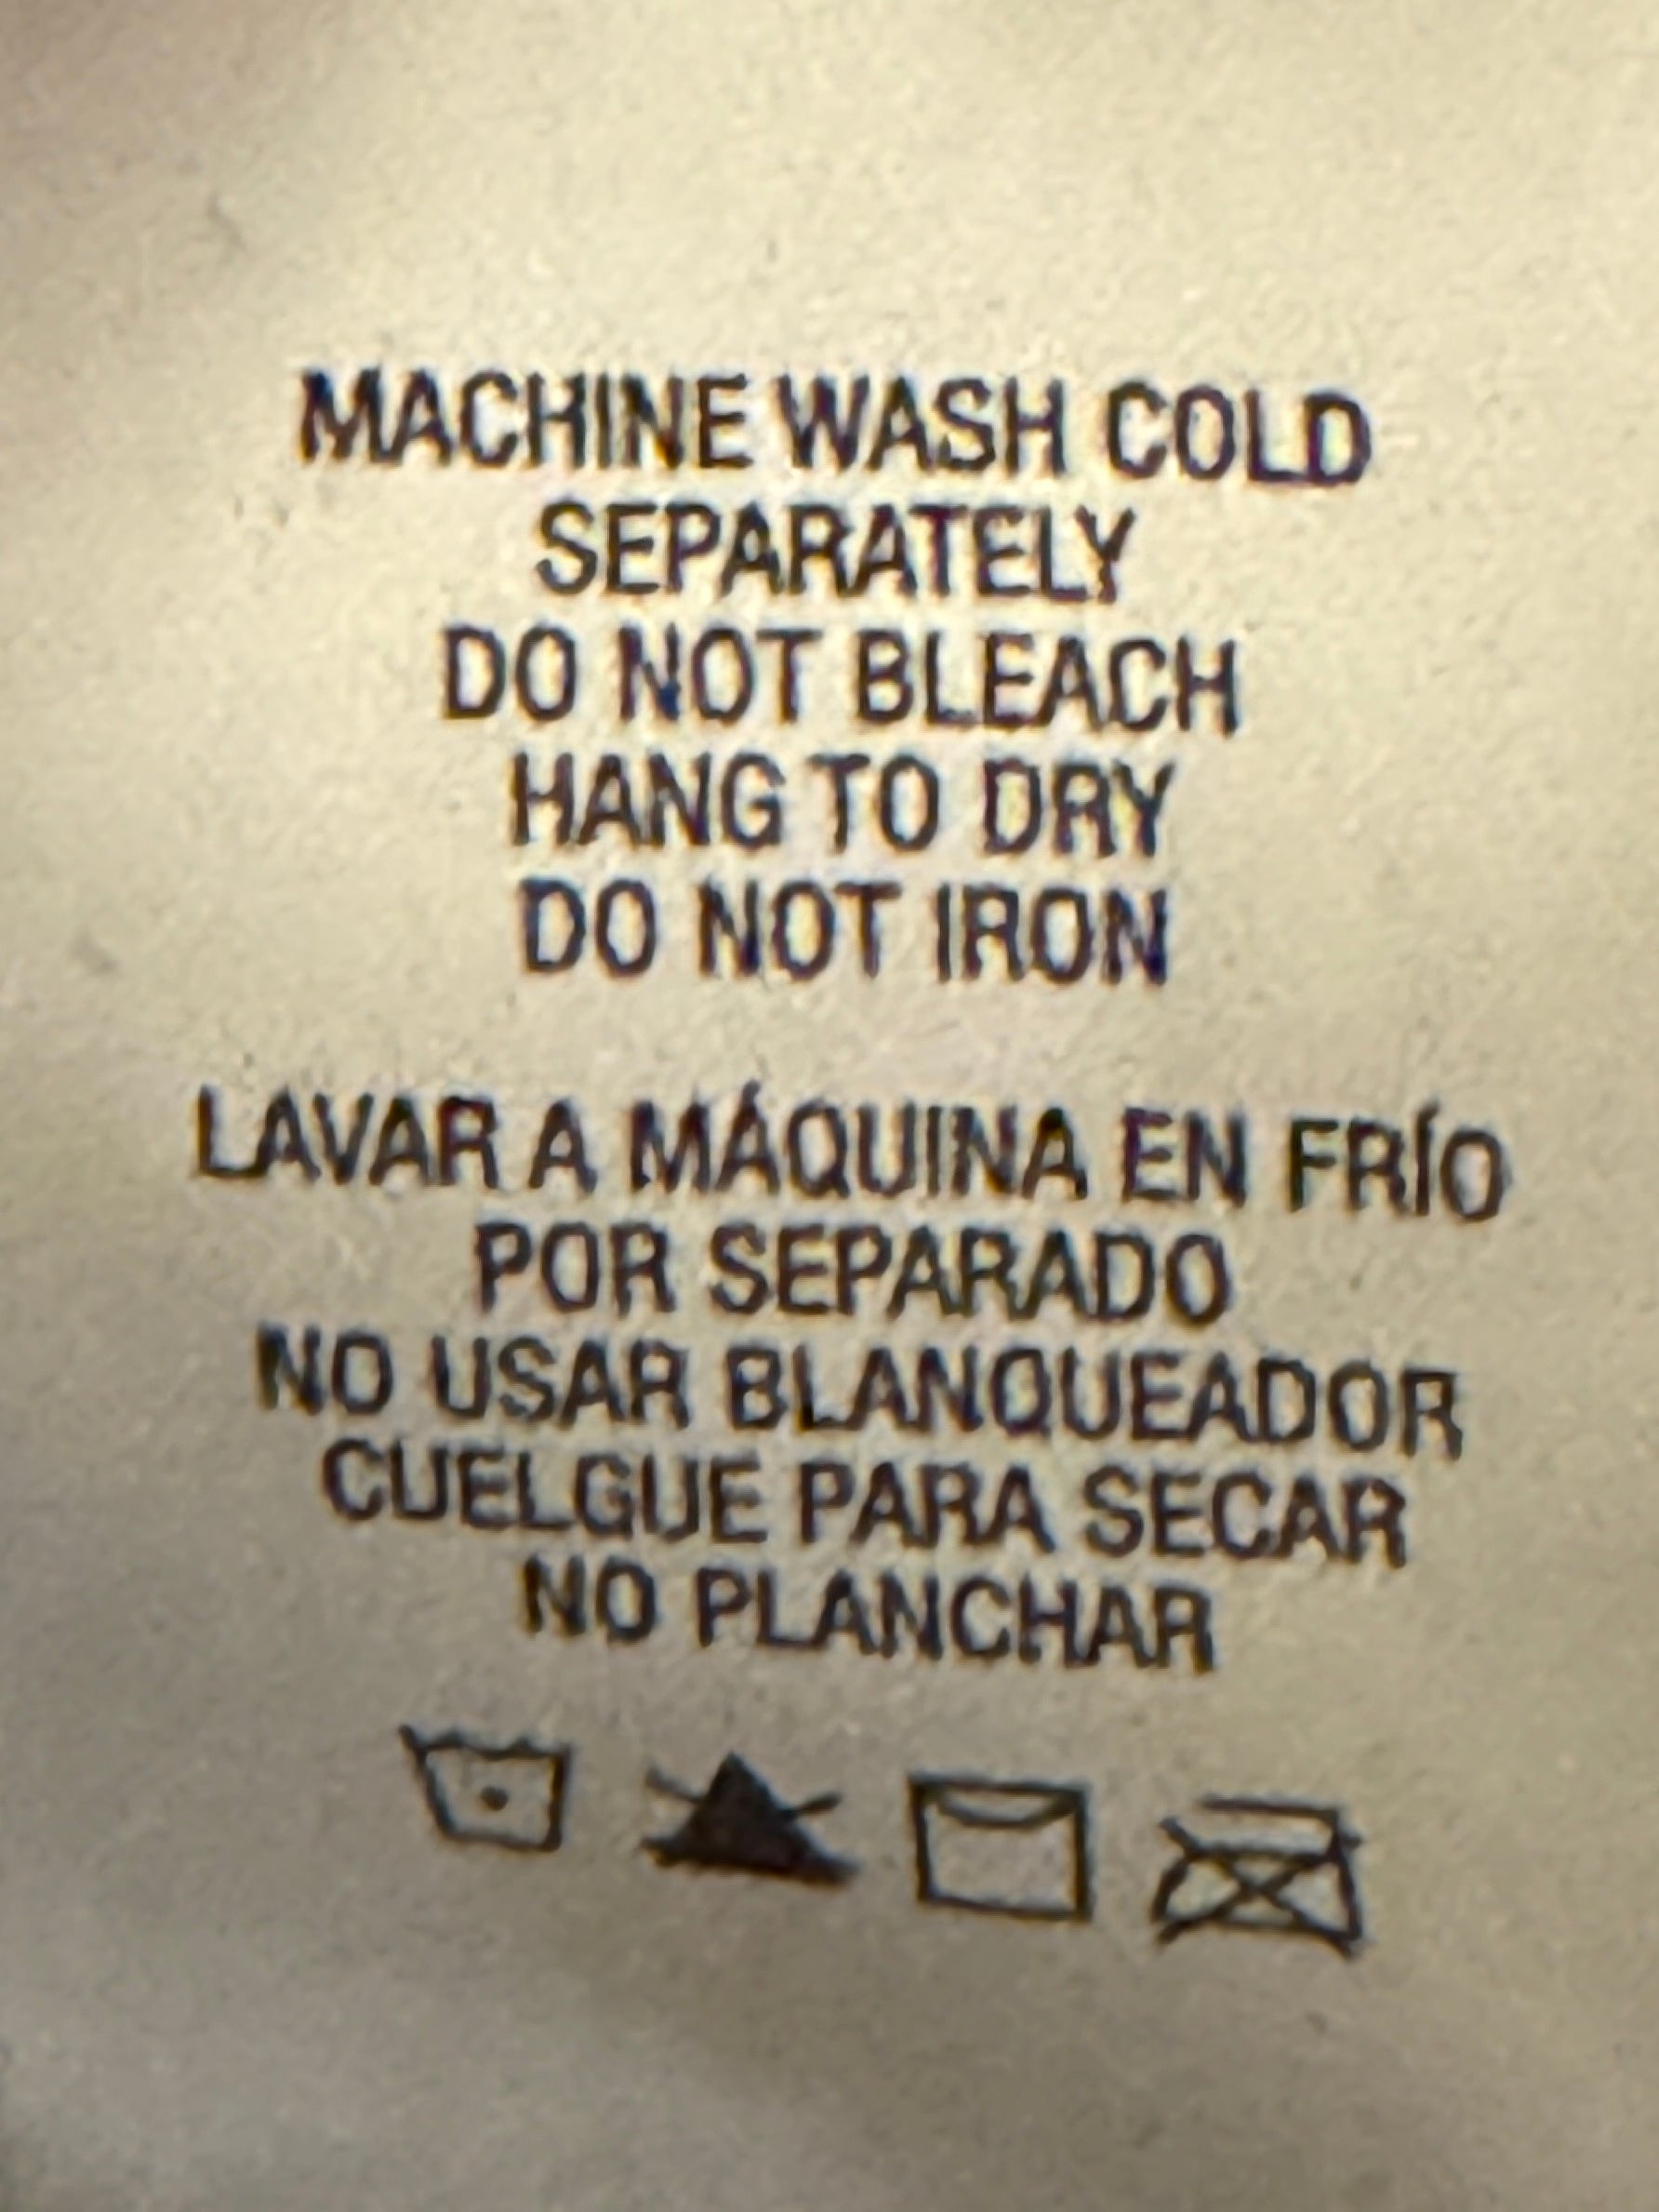 MACHINE WASH COLD
SEPARATELY
DO NOT BLEACH
HANG TO DRY
DO NOT IRON
LAVAR A MÁQUINA EN FRÍO
POR SEPARADO
NO USAR BLANQUEADOR
CUELGUE PARA SECAR
NO PLANCHAR